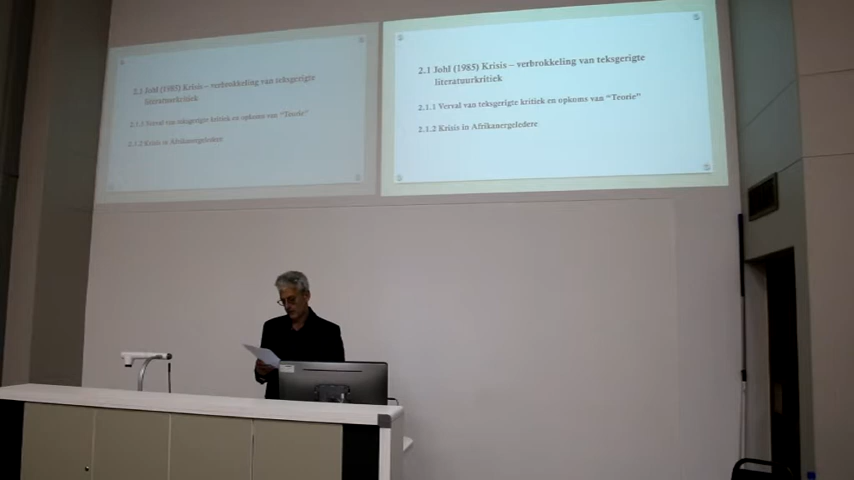 2.1 Johl (1985) Krisis – verbrokkeling van teksgerigte
literatuurkritiek
2.1.1 Verval van teksgerigte kritiek en opkoms van “Teorie”
2.1.2 Krisis in Afrikanergeledere
2.1 Johl (1985) Krisis – verbrokkeling van teksgerigte
literatuurkritiek
2.1.1 Verval van teksgerigte kritiek en opkoms van “Teorie”
2.1.2 Krisis in Afrikanergeledere